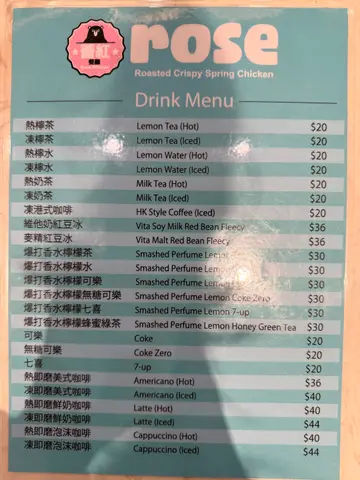 薔紅
餐廳
rose
Roasted Crispy Spring Chicken
Drink Menu
熱檸茶 Lemon Tea (Hot) $20
凍檸茶 Lemon Tea (Iced) $20
熱檸水 Lemon Water (Hot) $20
凍檸水 Lemon Water (Iced) $20
熱奶茶 Milk Tea (Hot) $20
凍奶茶 Milk Tea (Iced) $20
凍港式咖啡 HK Style Coffee (Iced) $20
維他奶紅豆冰 Vita Soy Milk Red Bean Fleecy $36
麥精紅豆冰 Vita Malt Red Bean Fleecy $36
爆打香水檸檬茶 Smashed Perfume Lemon $30
爆打香水檸檬水 Smashed Perfume Lemon $30
爆打香水檸檬可樂 Smashed Perfume Lemon $30
爆打香水檸檬無糖可樂 Smashed Perfume Lemon Coke Zero $30
爆打香水檸檬七喜 Smashed Perfume Lemon 7-up $30
爆打香水檸檬蜂蜜綠茶 Smashed Perfume Lemon Honey Green Tea $30
可樂 Coke $20
無糖可樂 Coke Zero $20
七喜 7-up $20
熱即磨美式咖啡 Americano (Hot) $36
凍即磨美式咖啡 Americano (Iced) $40
熱即磨鮮奶咖啡 Latte (Hot) $40
凍即磨鮮奶咖啡 Latte (Iced) $44
熱即磨泡沫咖啡 Cappuccino (Hot) $40
凍即磨泡沫咖啡 Cappuccino (Iced) $44